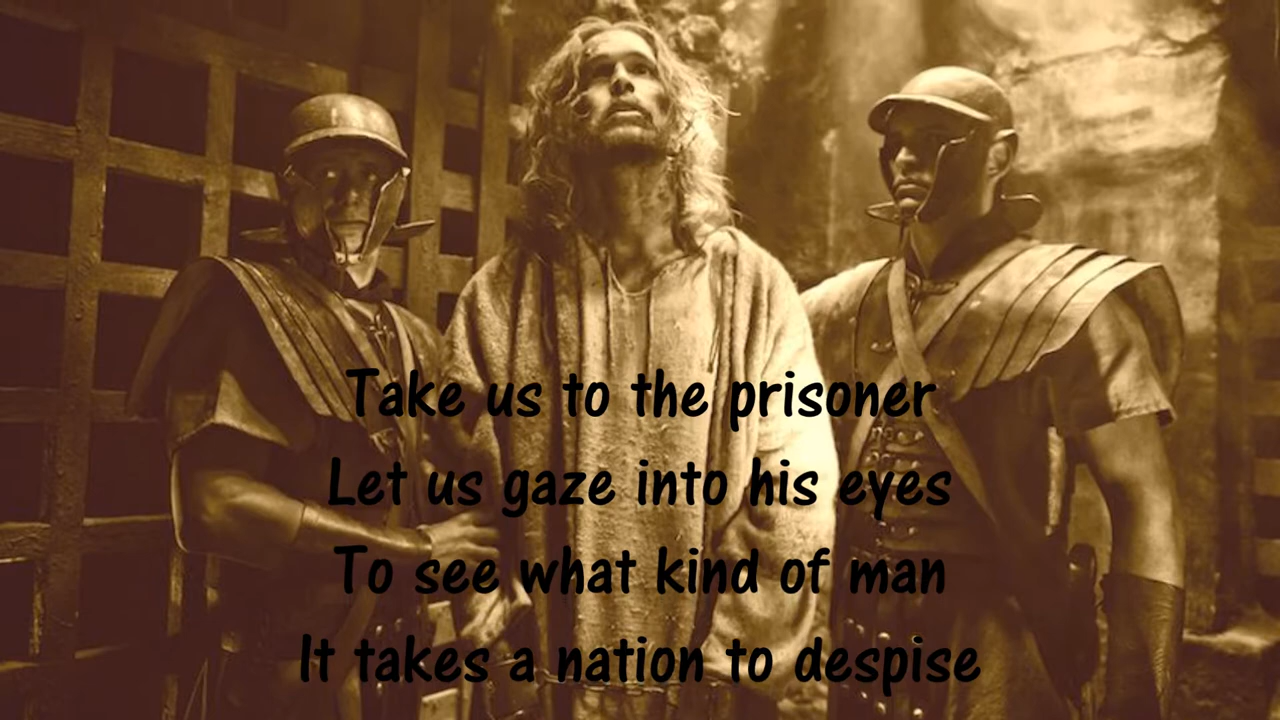 Take us to the prisoner
Let us gaze into his eyes
To see what kind of man
It takes a nation to despise